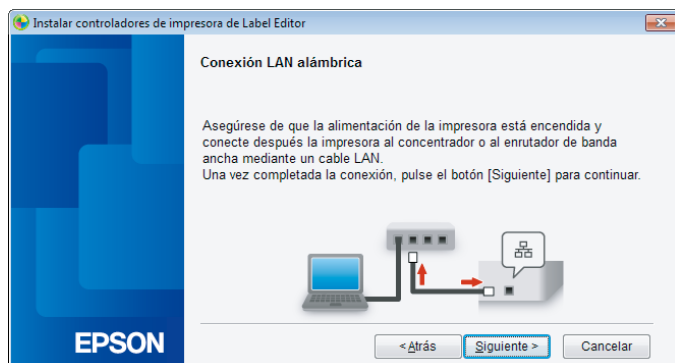 Instalar controladores de impresora de Label Editor
Conexión LAN alámbrica
Asegúrese de que la alimentación de la impresora está encendida y
conecte después la impresora al concentrador o al enrutador de banda
ancha mediante un cable LAN.
Una vez completada la conexión, pulse el botón [Siguiente] para continuar.
EPSON
< Atrás
Siguiente >
Cancelar